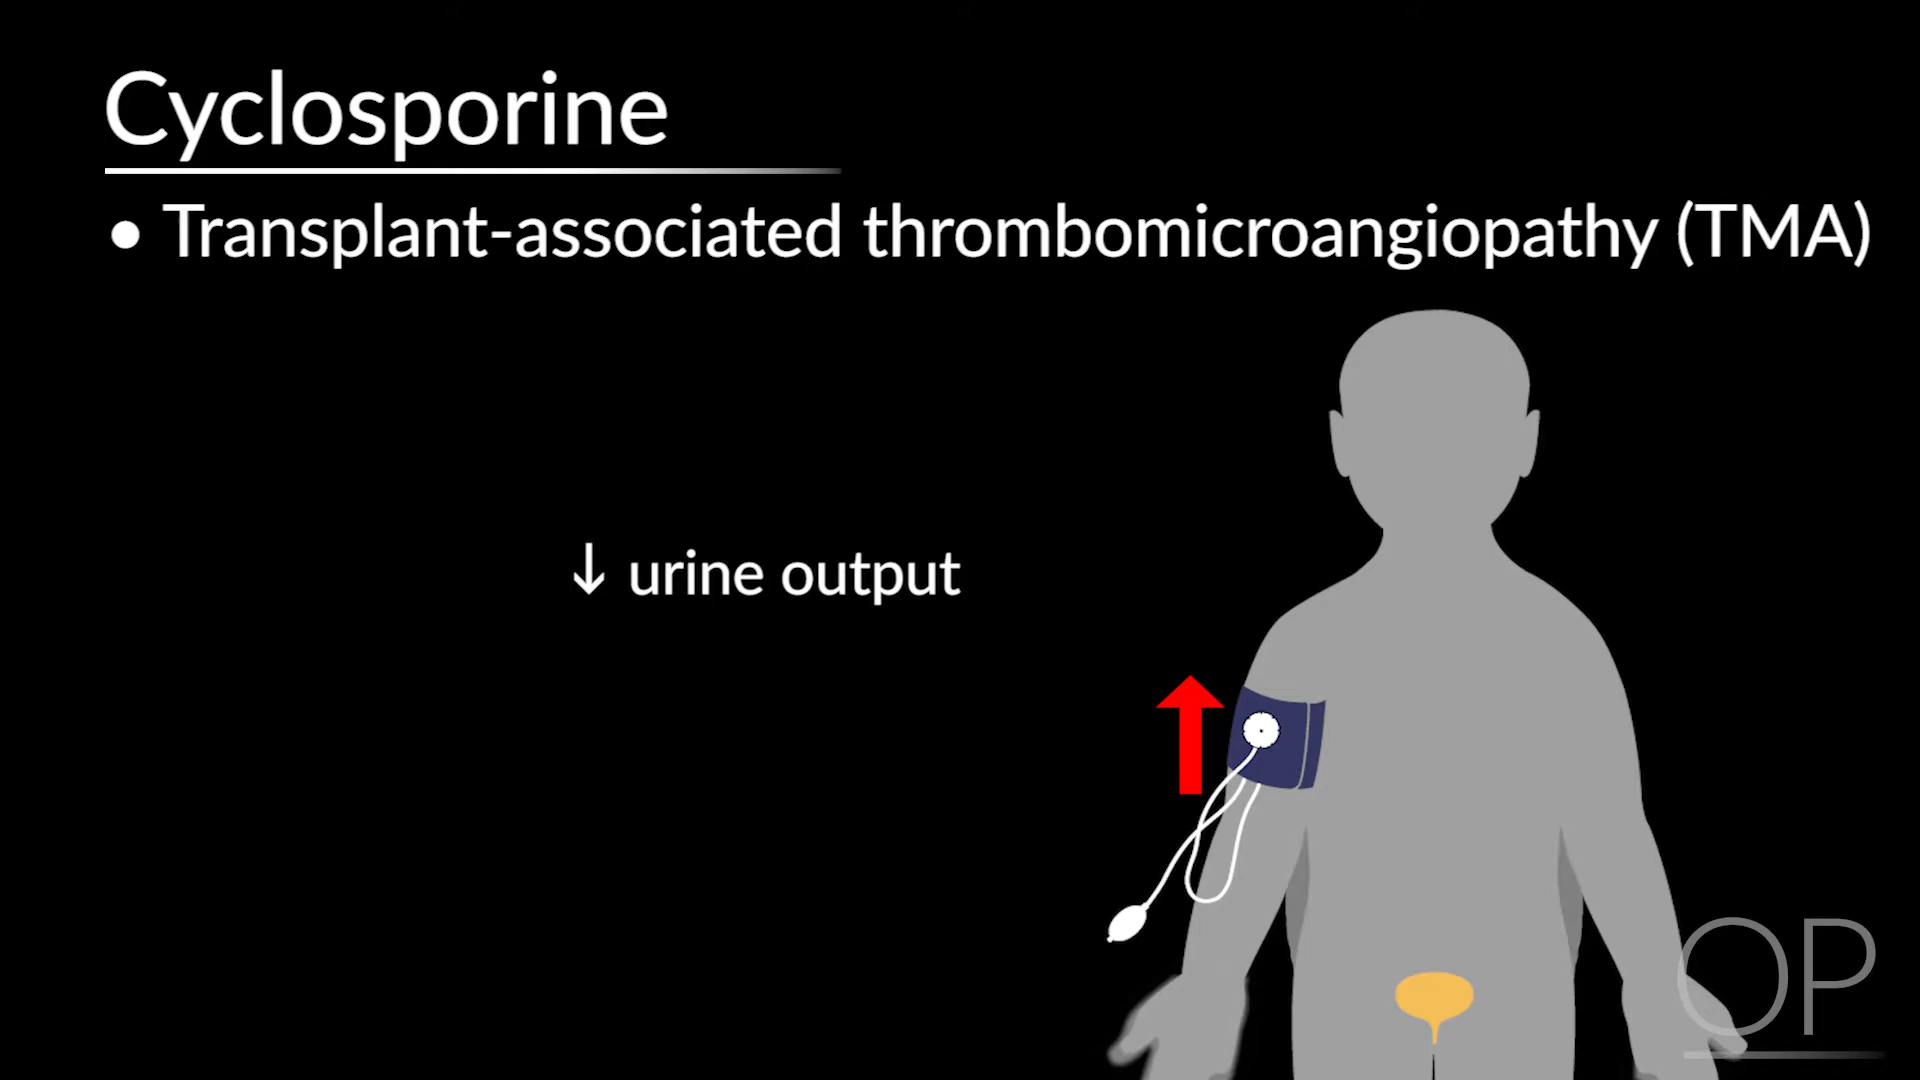 Cyclosporine
• Transplant-associated thrombomicroangiopathy (TMA)
↓ urine output
OP